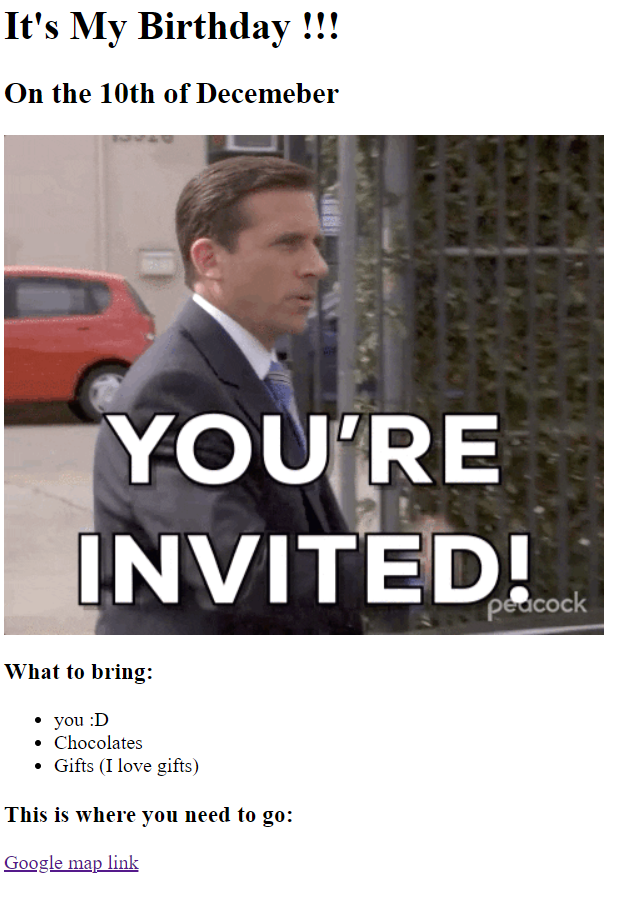 It's My Birthday !!!
On the 10th of Decemeber
YOU'RE
INVITED!
peacock
What to bring:
you :D
Chocolates
Gifts (I love gifts)
This is where you need to go:
Google map link